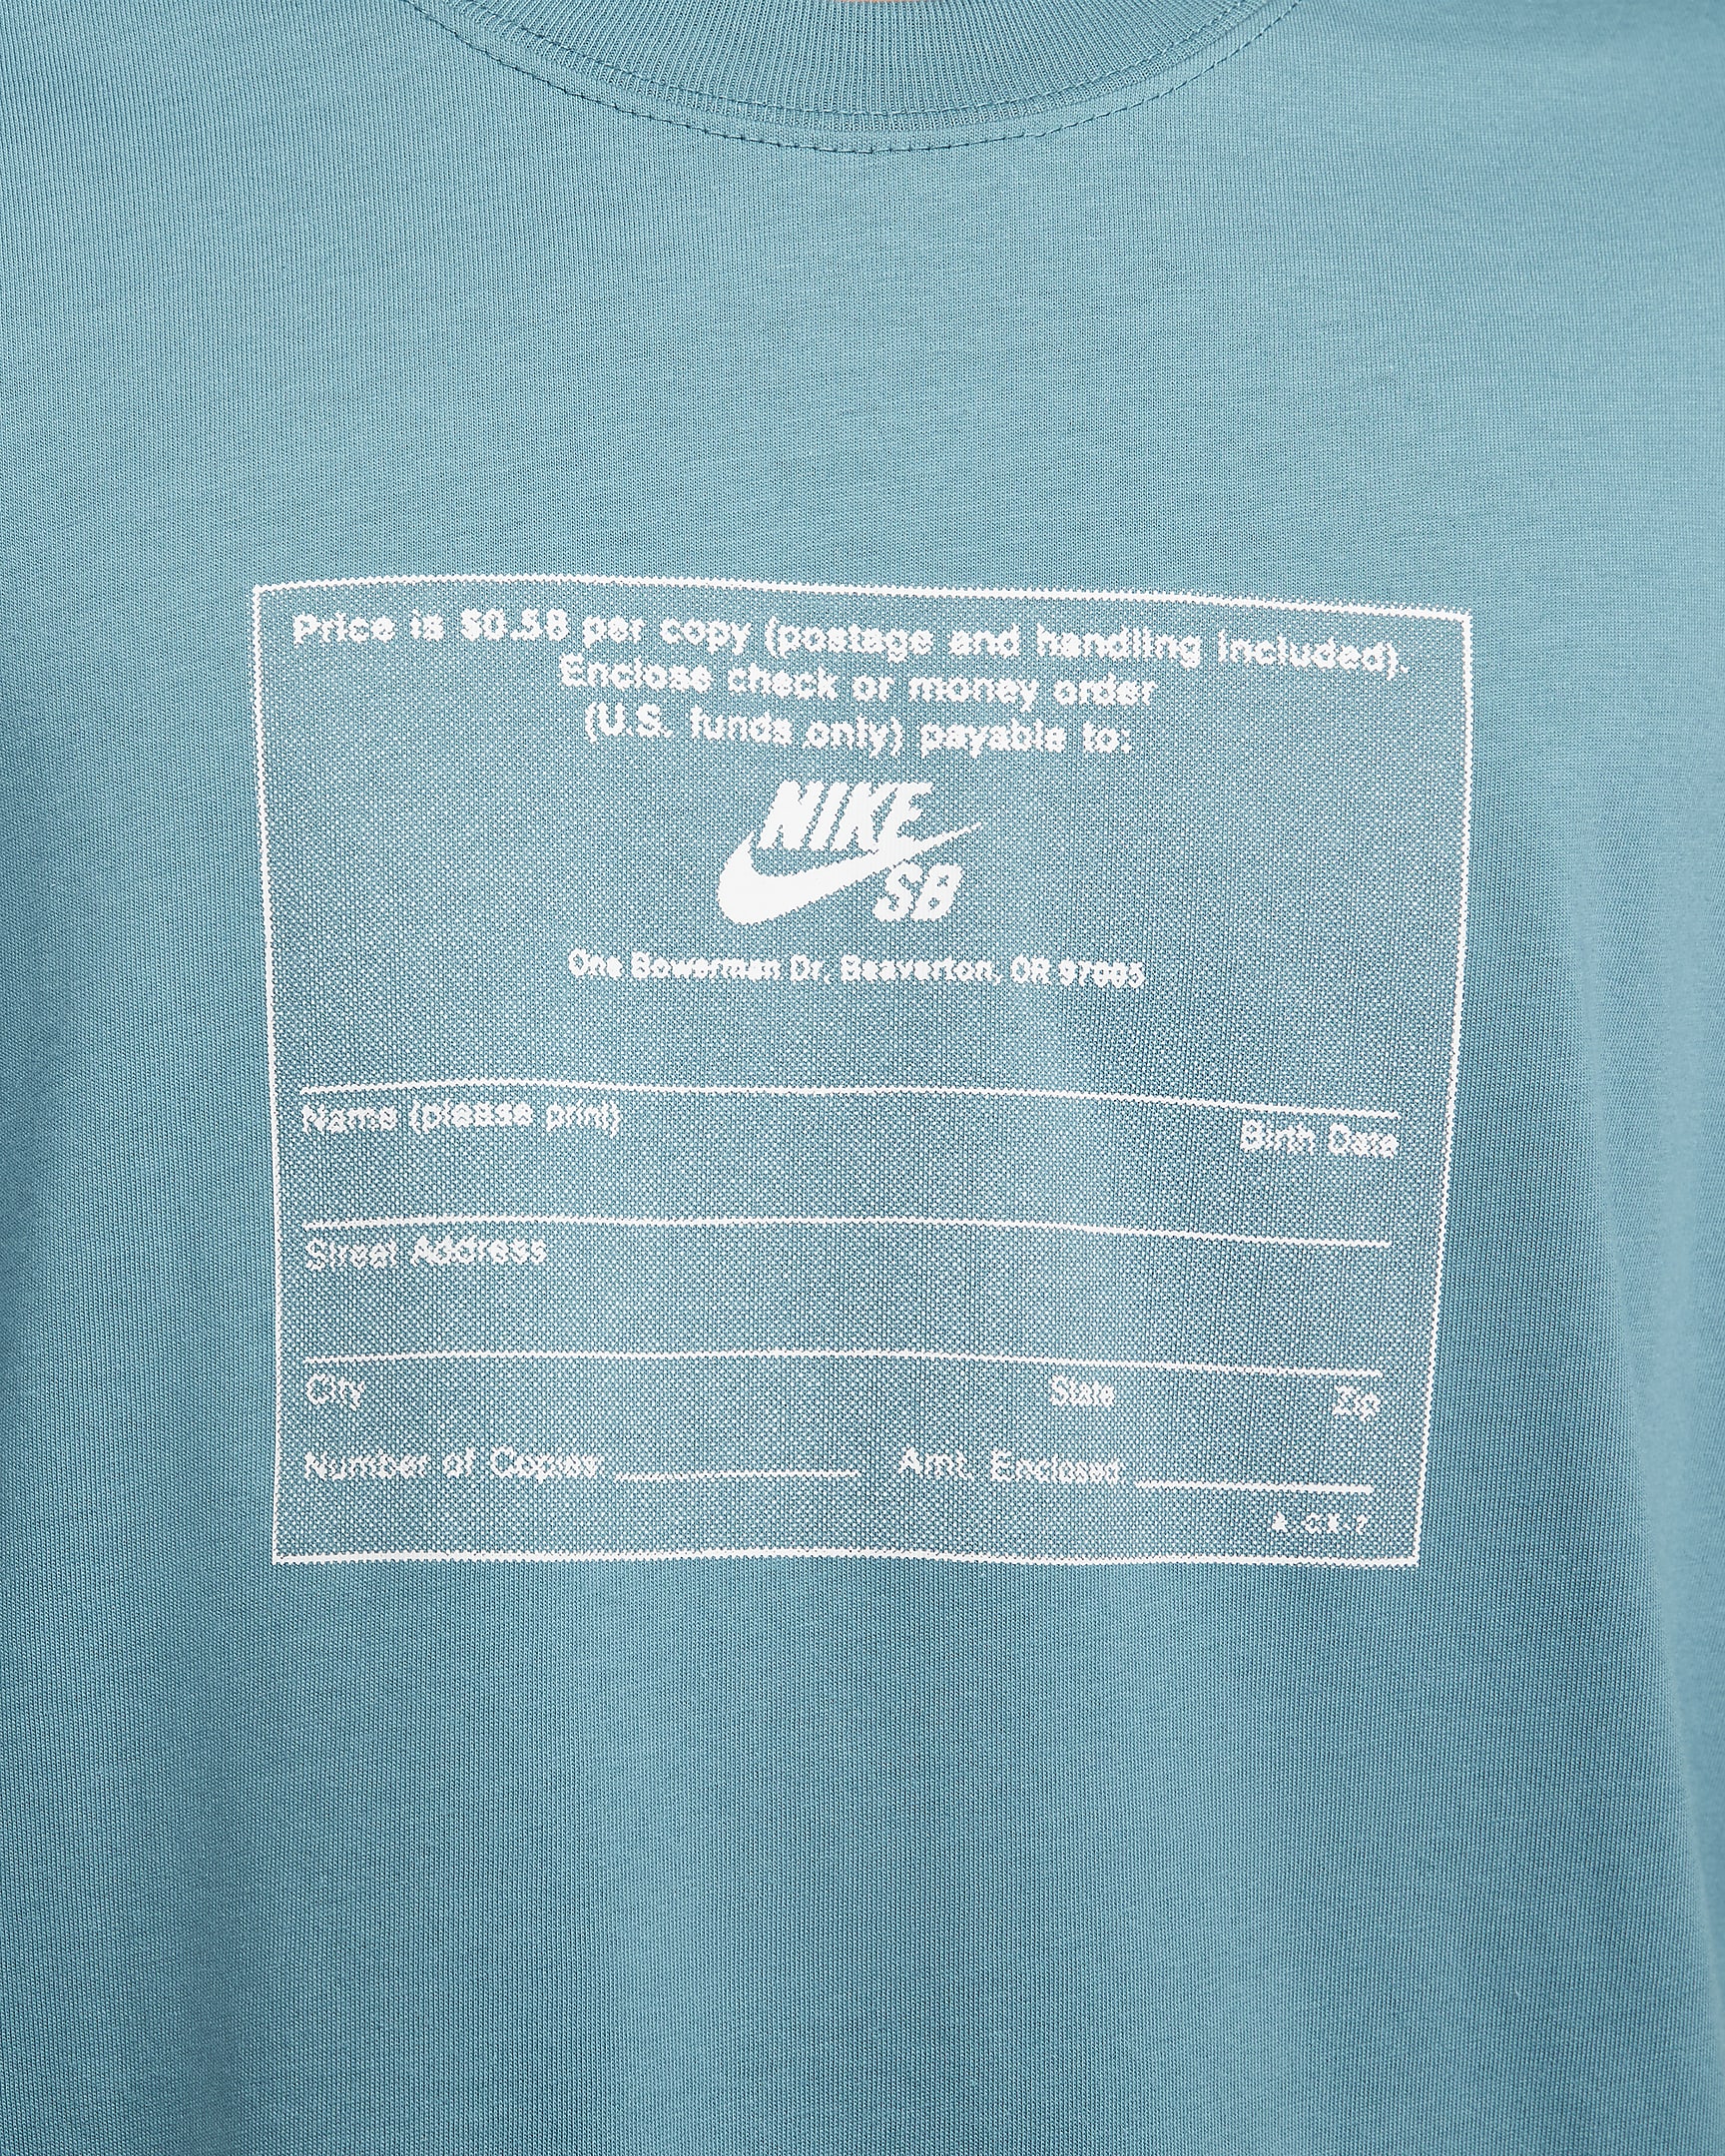 Price is $0.58 per copy (postage and handling included).
Enclose check or money order
(U.S. funds only) payable to:
NIKE
SB
One Bowerman Dr, Beaverton, OR 97005
Name (please print) Birth Date
Street Address
City State Zip
Number of Copies Amt. Enclosed